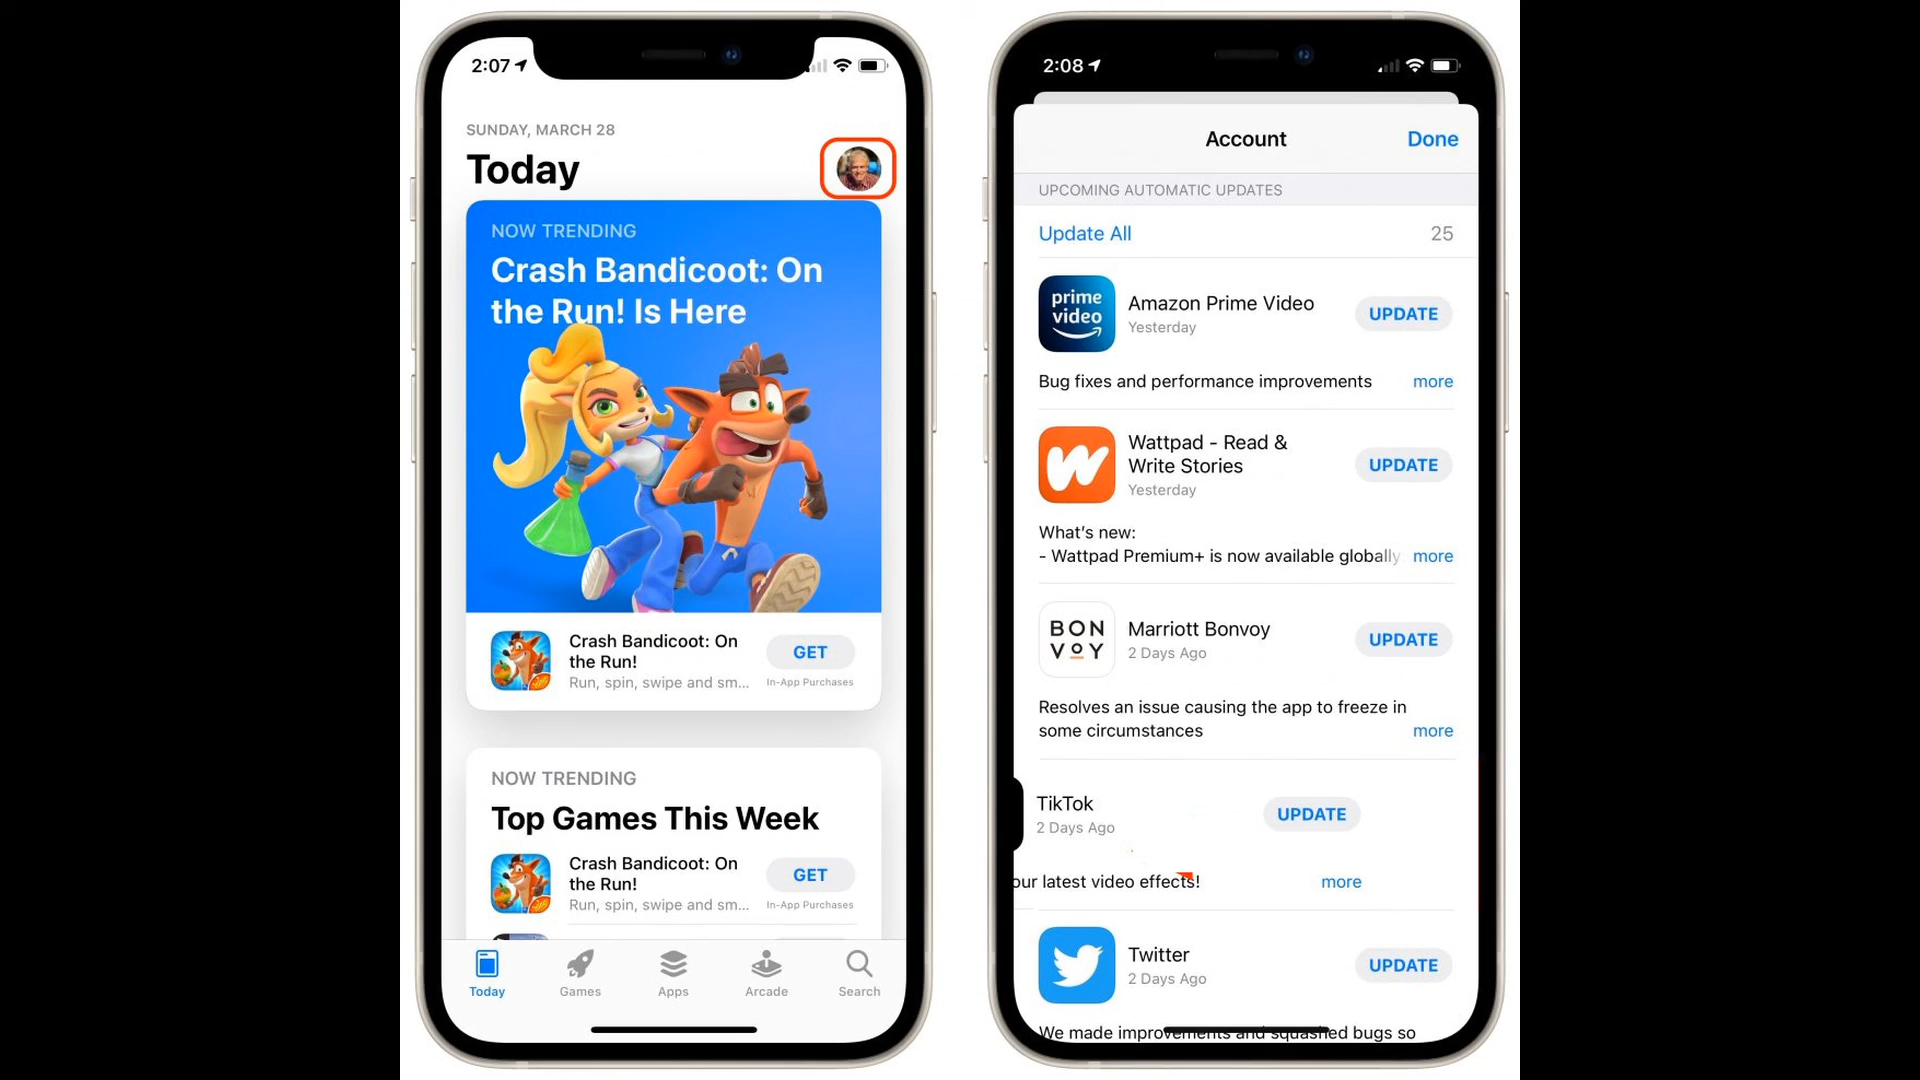 2:07
SUNDAY, MARCH 28
Today
NOW TRENDING
Crash Bandicoot: On
the Run! Is Here
Crash Bandicoot: On
the Run!
Run, spin, swipe and sm...
GET
In-App Purchases
NOW TRENDING
Top Games This Week
Crash Bandicoot: On
the Run!
Run, spin, swipe and sm...
GET
In-App Purchases
Today
Games
Apps
Arcade
Search
2:08
Account
Done
UPCOMING AUTOMATIC UPDATES
Update All
25
prime
video
Amazon Prime Video
Yesterday
UPDATE
Bug fixes and performance improvements
more
Wattpad - Read &
Write Stories
Yesterday
UPDATE
What's new:
- Wattpad Premium+ is now available globally
more
BON
VOY
Marriott Bonvoy
2 Days Ago
UPDATE
Resolves an issue causing the app to freeze in
some circumstances
more
TikTok
2 Days Ago
UPDATE
our latest video effects!
more
Twitter
2 Days Ago
UPDATE
We made improvements and squashed bugs so